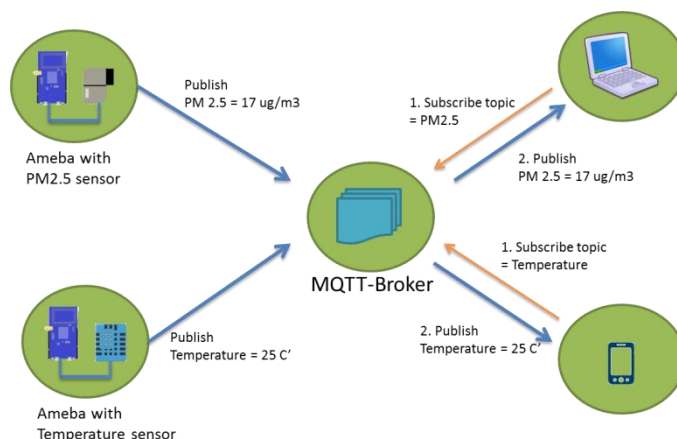 Publish
PM 2.5 = 17 ug/m3
1. Subscribe topic
= PM2.5
Ameba with
PM2.5 sensor
2. Publish
PM 2.5 = 17 ug/m3
MQTT-Broker
1. Subscribe topic
= Temperature
Publish
Temperature = 25 C'
2. Publish
Temperature = 25 C'
Ameba with
Temperature sensor